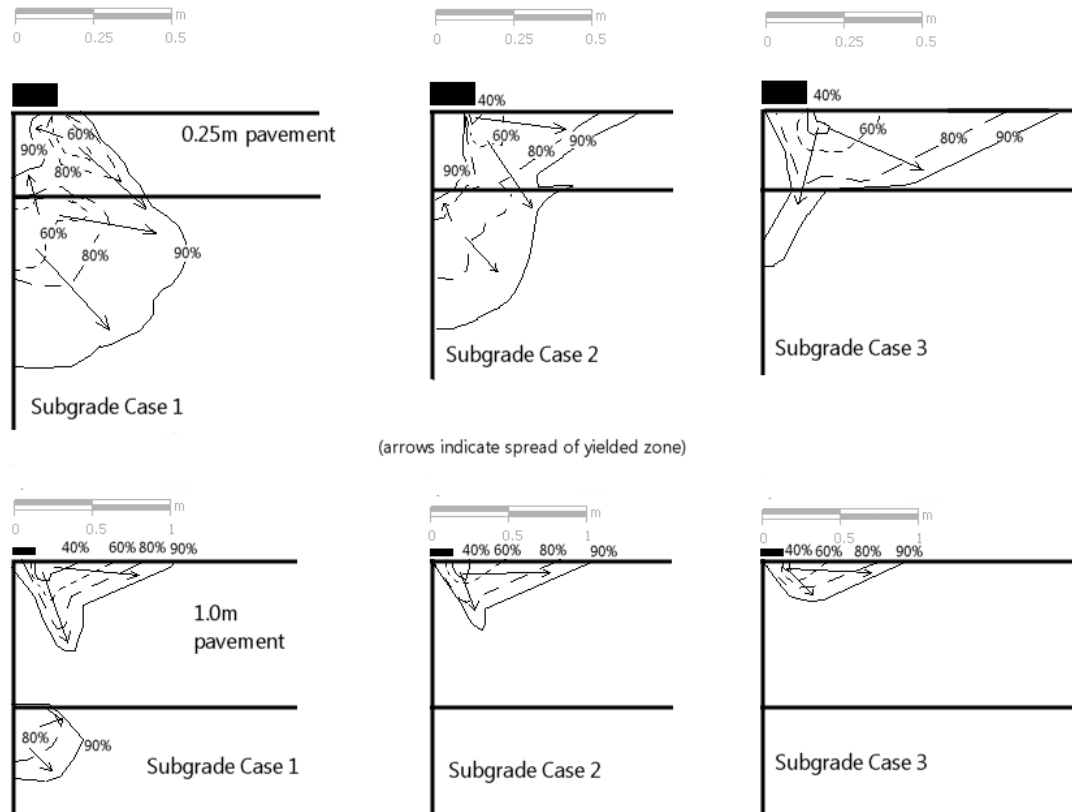 m
0 0.25 0.5
m
0 0.25 0.5
m
0 0.25 0.5
60%
90%
80%
60%
80%
90%
0.25m pavement
Subgrade Case 1
40%
60%
80%
90%
90%
60%
80%
90%
Subgrade Case 2
40%
60%
80%
90%
Subgrade Case 3
(arrows indicate spread of yielded zone)
m
0 0.5 1
m
0 0.5 1
m
0 0.5 1
40% 60% 80% 90%
1.0m
pavement
80%
90%
Subgrade Case 1
40% 60% 80% 90%
Subgrade Case 2
40% 60% 80% 90%
Subgrade Case 3